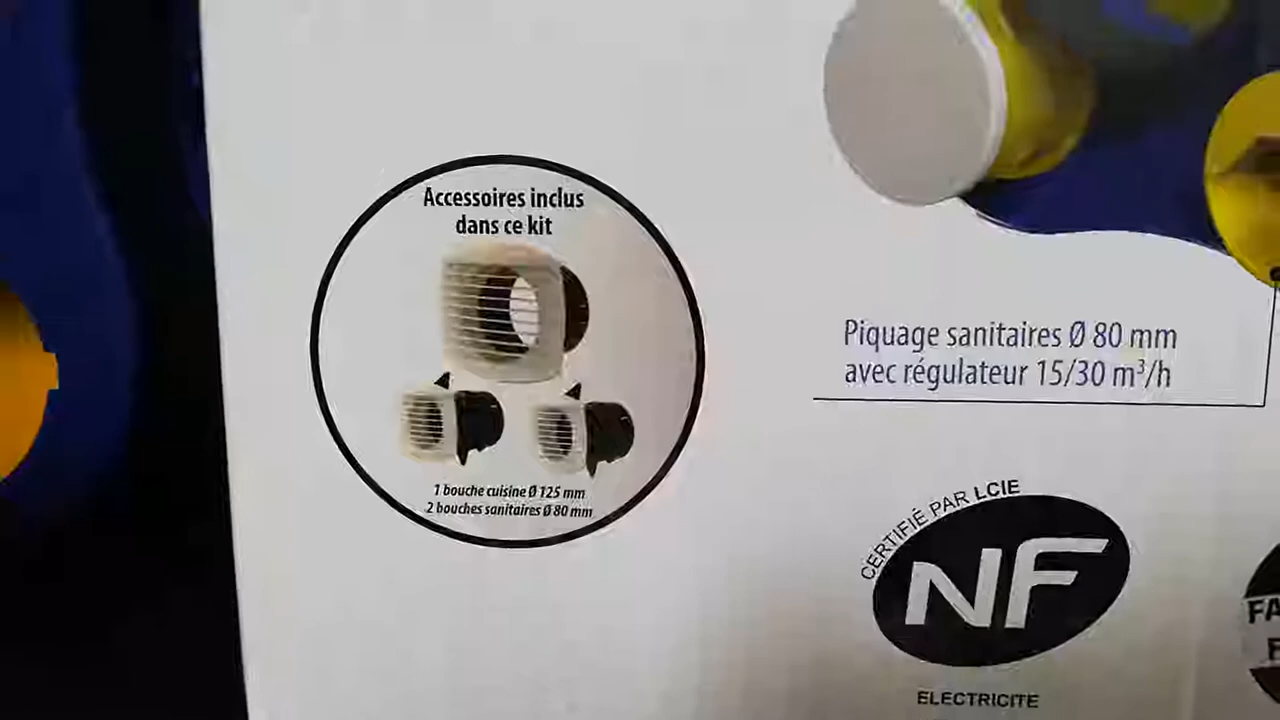 Accessoires inclus
dans ce kit
1 bouche cuisine Ø 125 mm
2 bouches sanitaires Ø 80 mm
Piquage sanitaires Ø 80 mm
avec régulateur 15/30 m³/h
CERTIFIÉ PAR LCIE
NF
ELECTRICITE